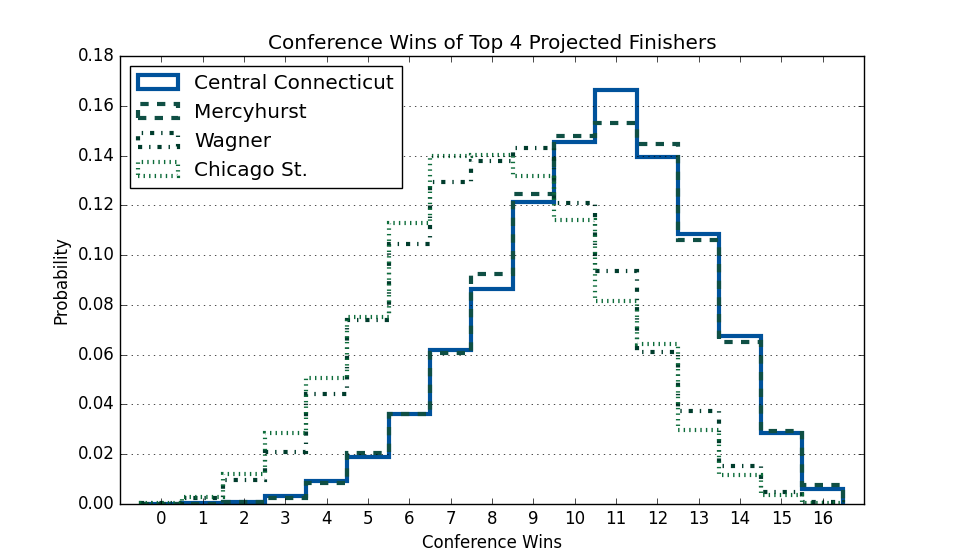 Conference Wins of Top 4 Projected Finishers
0.18
0.16
0.14
0.12
0.10
0.08
0.06
0.04
0.02
0.00
Probability
Central Connecticut
Mercyhurst
Wagner
Chicago St.
0 1 2 3 4 5 6 7 8 9 10 11 12 13 14 15 16
Conference Wins